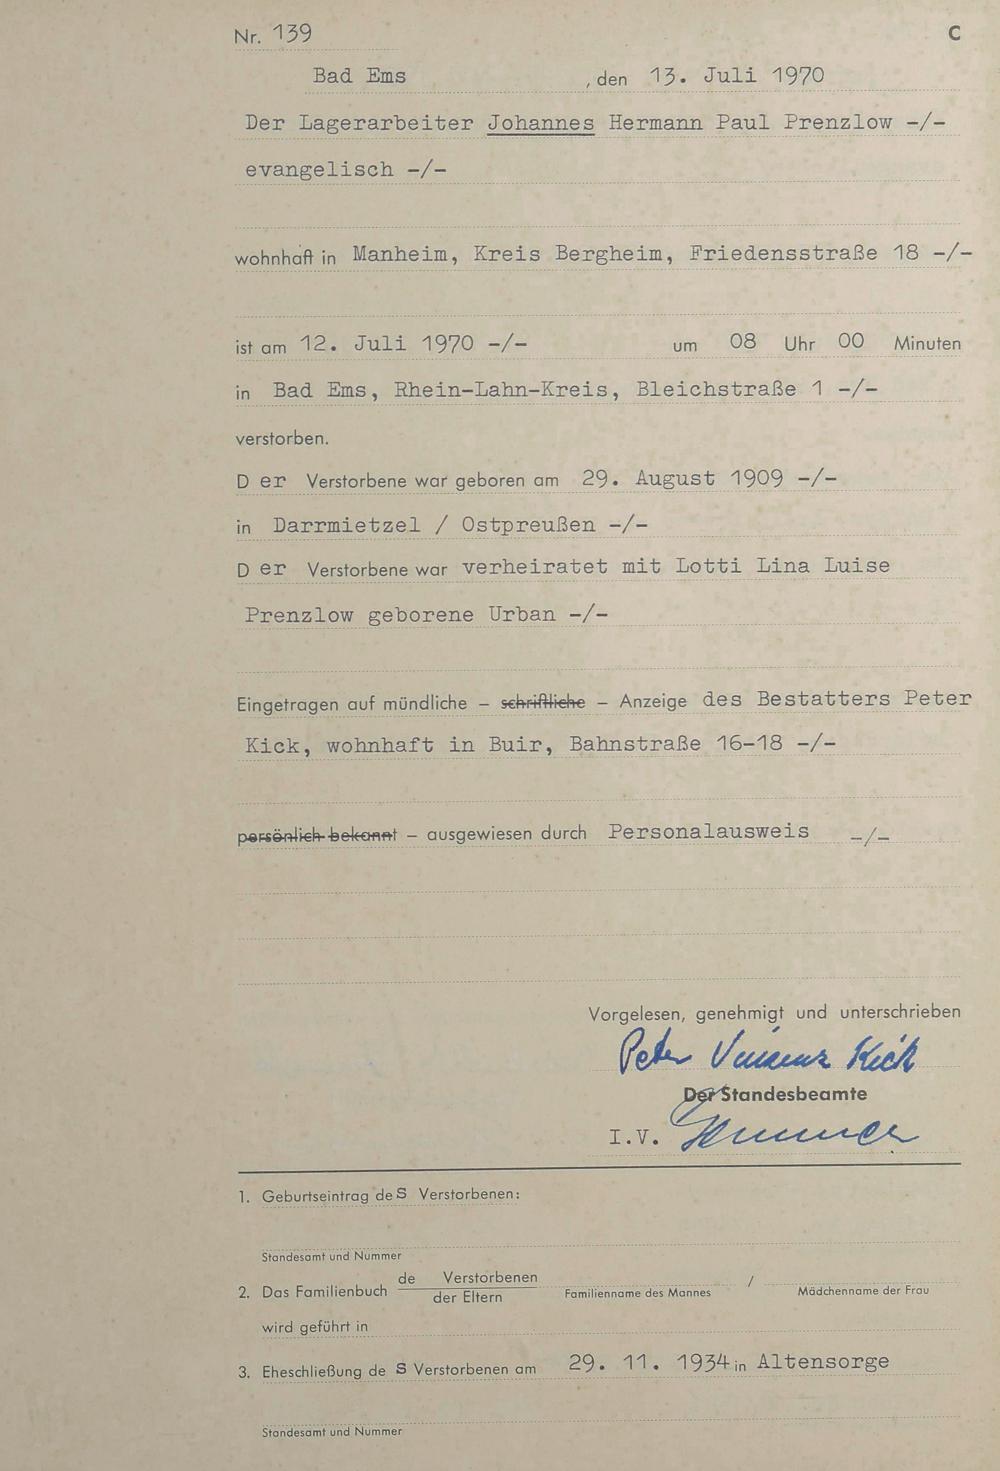 Nr. 139 C
Bad Ems , den 13. Juli 1970
Der Lagerarbeiter Johannes Hermann Paul Prenzlow -/-
evangelisch -/-
wohnhaft in Manheim, Kreis Bergheim, Friedensstraße 18 -/-
ist am 12. Juli 1970 -/- um 08 Uhr 00 Minuten
in Bad Ems, Rhein-Lahn-Kreis, Bleichstraße 1 -/-
verstorben.
D er Verstorbene war geboren am 29. August 1909 -/-
in Darrmietzel / Ostpreußen -/-
D er Verstorbene war verheiratet mit Lotti Lina Luise
Prenzlow geborene Urban -/-
Eingetragen auf mündliche – schriftliche – Anzeige des Bestatters Peter
Kick, wohnhaft in Buir, Bahnstraße 16-18 -/-
persönlich bekannt – ausgewiesen durch Personalausweis -/-
Vorgelesen, genehmigt und unterschrieben
Peter Vinzenz Kick
Der Standesbeamte
I.V.
1. Geburtseintrag des Verstorbenen:
Standesamt und Nummer
2. Das Familienbuch de Verstorbenen / der Eltern Familienname des Mannes / Mädchenname der Frau
wird geführt in
3. Eheschließung de S Verstorbenen am 29. 11. 1934 in Altensorge
Standesamt und Nummer